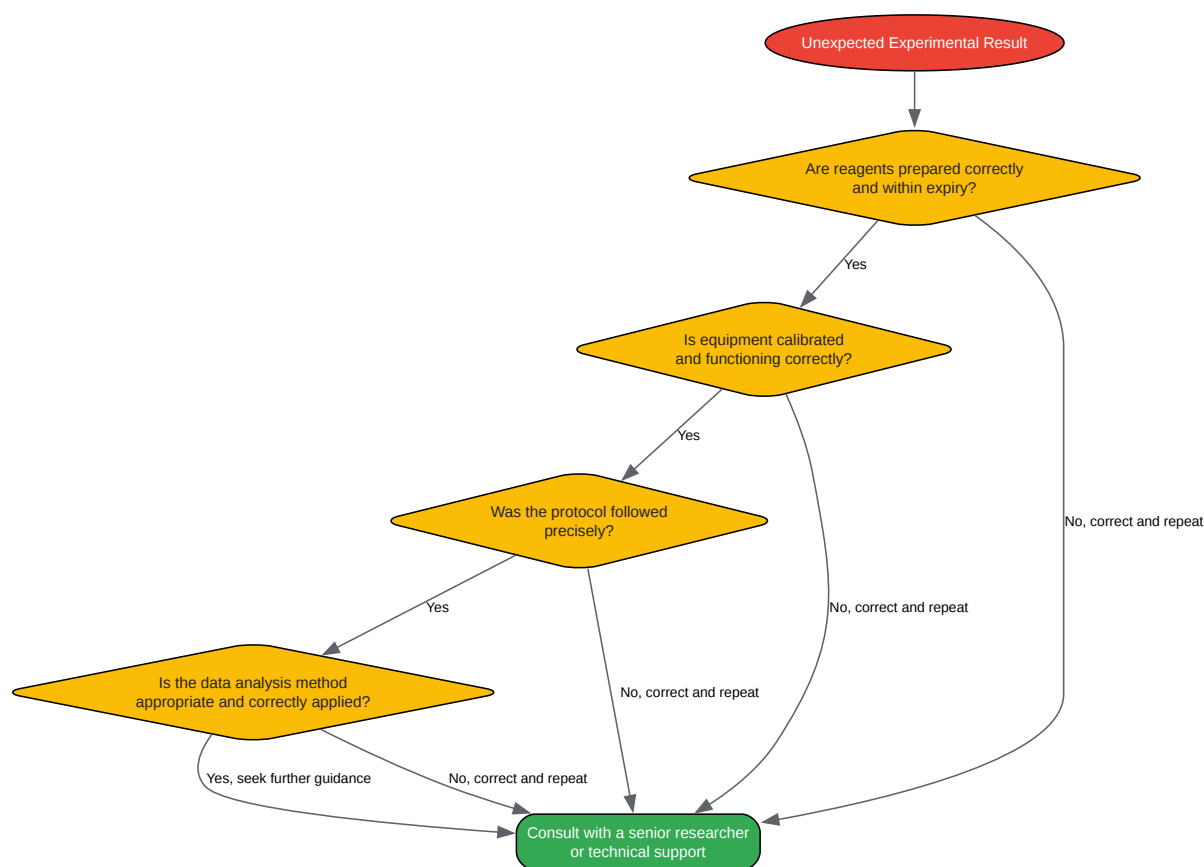 Unexpected Experimental Result
Are reagents prepared correctly
and within expiry?
Yes
Is equipment calibrated
and functioning correctly?
Yes
Was the protocol followed
precisely?
No, correct and repeat
Yes
No, correct and repeat
Is the data analysis method
appropriate and correctly applied?
No, correct and repeat
Yes, seek further guidance
No, correct and repeat
Consult with a senior researcher
or technical support